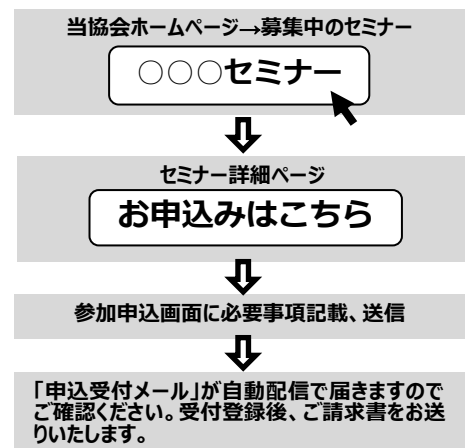 当協会ホームページ→募集中のセミナー
○○○セミナー
セミナー詳細ページ
お申込みはこちら
参加申込画面に必要事項記載、送信
「申込受付メール」が自動配信で届きますので
ご確認ください。受付登録後、ご請求書をお送
りいたします。